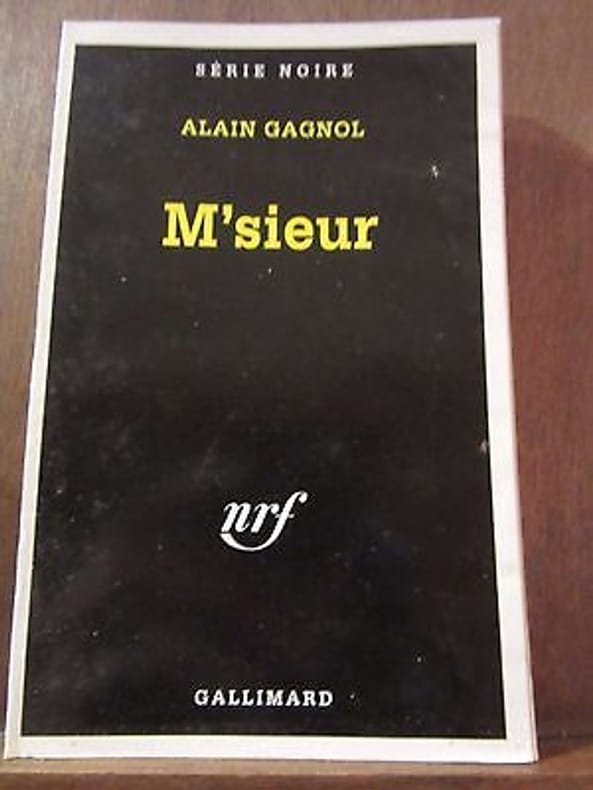 SÉRIE NOIRE
ALAIN GAGNOL
M'sieur
nrf
GALLIMARD